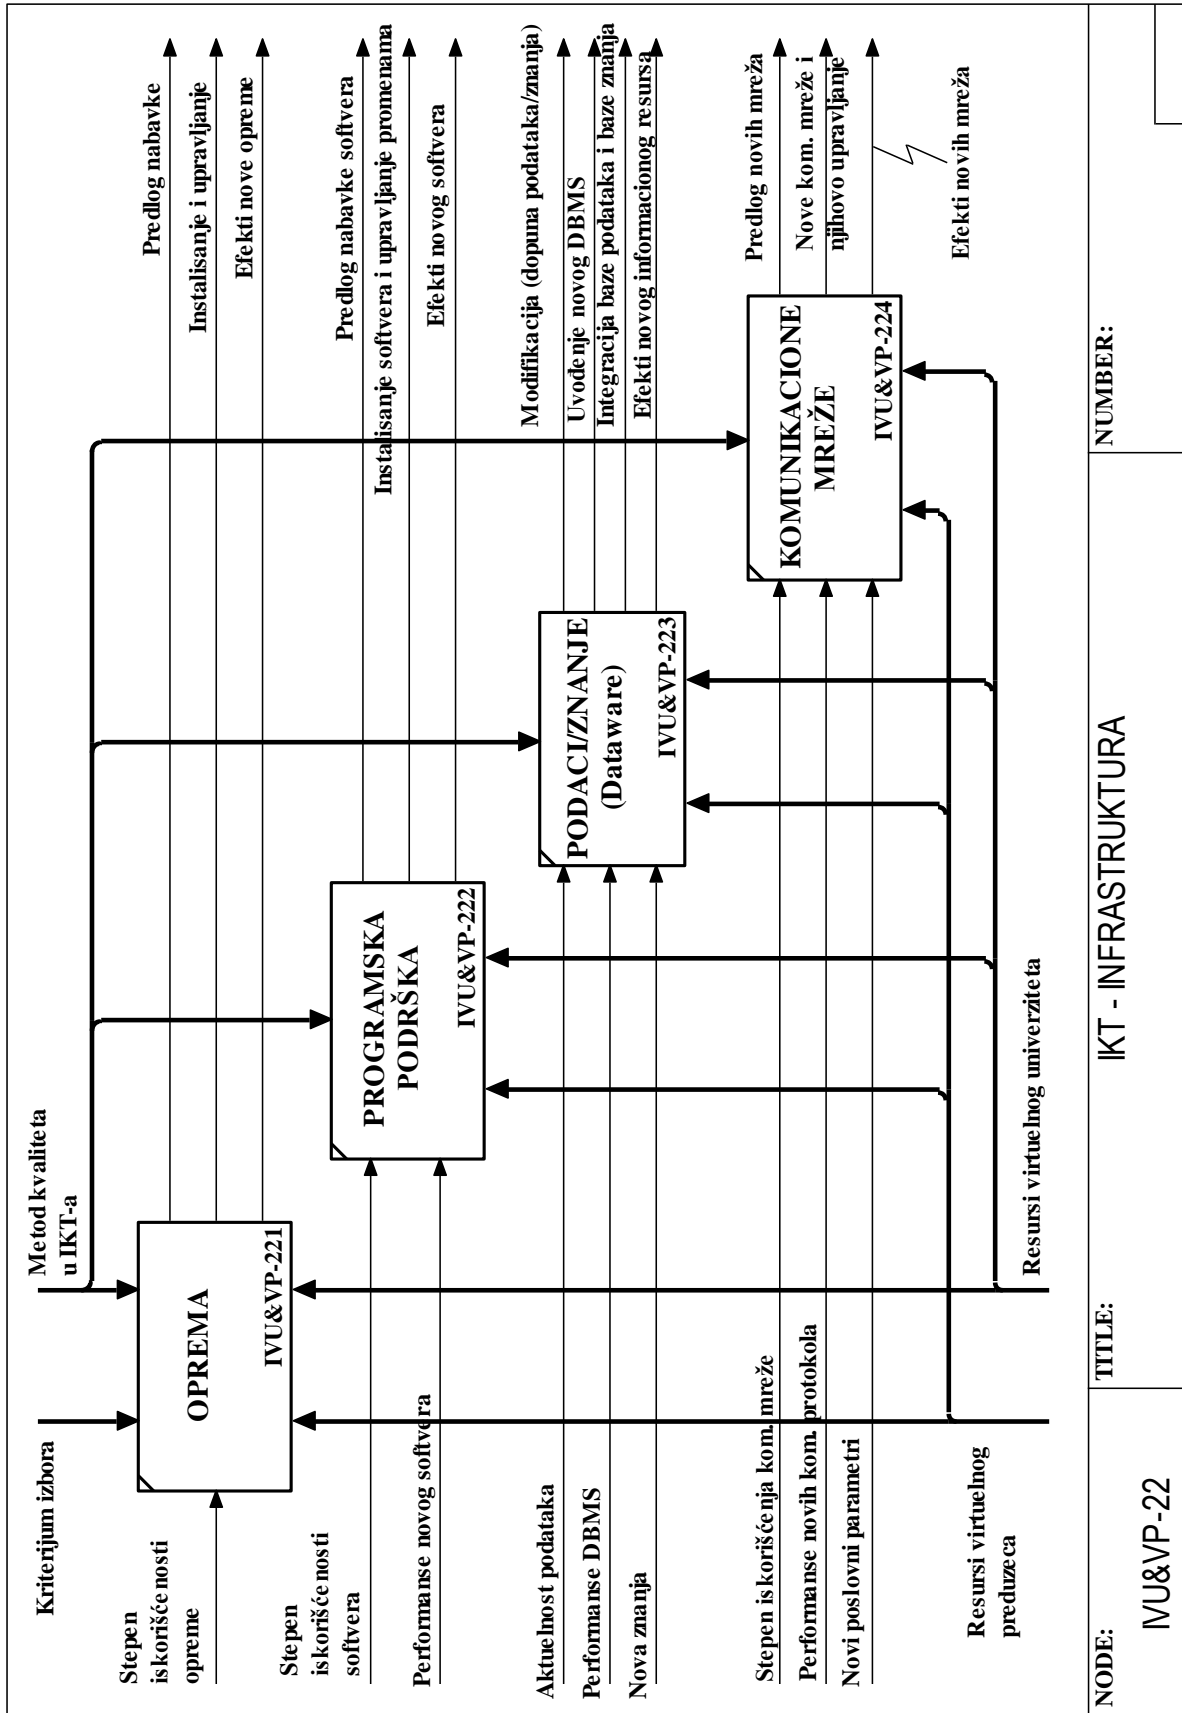 Kriterijum izbora
Metod kvaliteta
u IKT-a
Stepen
iskorišćenosti
opreme
OPREMA
IVU&VP-221
Predlog nabavke
Instalisanje i upravljanje
Efekti nove opreme
Stepen
iskorišćenosti
softvera
Performanse novog softvera
PROGRAMSKA
PODRŠKA
IVU&VP-222
Predlog nabavke softvera
Instalisanje softvera i upravljanje promenama
Efekti novog softvera
Aktuelnost podataka
Performanse DBMS
Nova znanja
PODACI/ZNANJE
(Dataware)
IVU&VP-223
Modifikacija (dopuna podataka/znanja)
Uvođenje novog DBMS
Integracija baze podataka i baze znanja
Efekti novog informacionog resursa
Stepen iskorišćenja kom. mreže
Performanse novih kom. protokola
Novi poslovni parametri
KOMUNIKACIONE
MREŽE
IVU&VP-224
Predlog novih mreža
Nove kom. mreže i
njihovo upravljanje
Efekti novih mreža
Resursi virtuelnog
preduzeca
Resursi virtuelnog univerziteta
NODE:
IVU&VP-22
TITLE:
IKT - INFRASTRUKTURA
NUMBER: